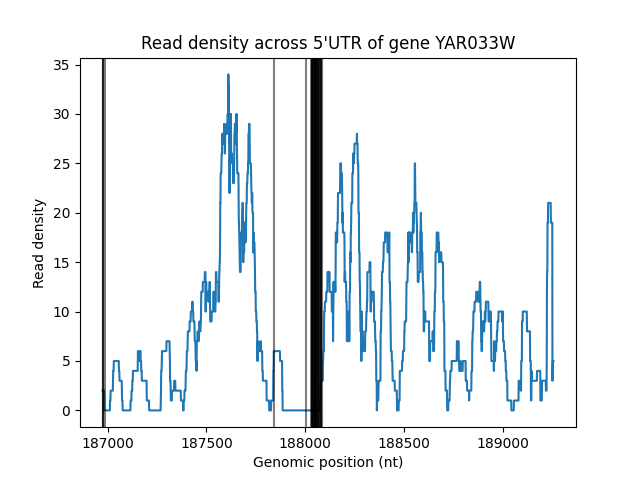 Read density across 5'UTR of gene YAR033W
35
30
25
20
15
10
5
0
Read density
187000 187500 188000 188500 189000
Genomic position (nt)